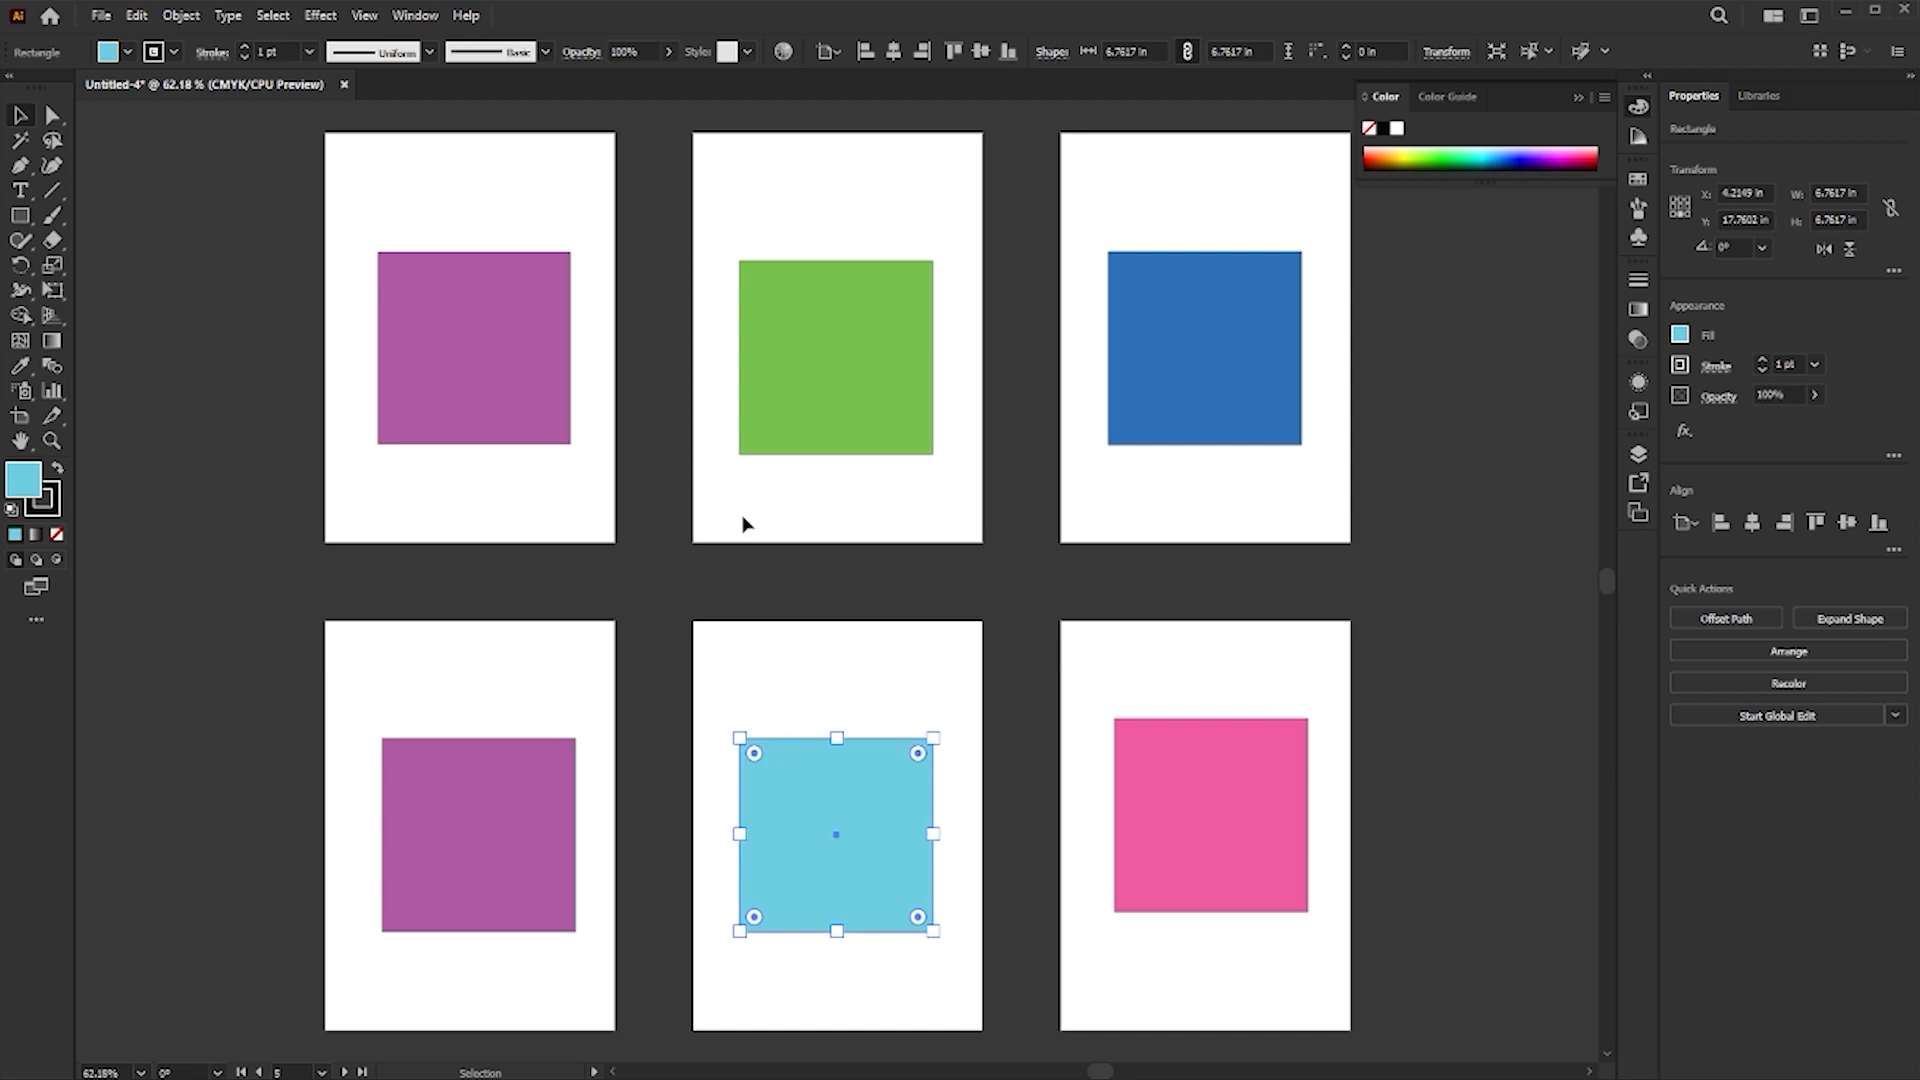 Ai File Edit Object Type Select Effect View Window Help
Rectangle Stroke: 1 pt Uniform Basic Opacity: 100% Style: Shape: 6.7617 in 6.7617 in 0 in Transform
Untitled-4* @ 62.18 % (CMYK/CPU Preview)
Color Color Guide
Properties Libraries
Rectangle
Transform
X: 4.2149 in W: 6.7617 in
Y: 17.7602 in H: 6.7617 in
0°
Appearance
Fill
Stroke 1 pt
Opacity 100%
fx
Align
Quick Actions
Offset Path Expand Shape
Arrange
Recolor
Start Global Edit
62.18% 0° 5 Selection